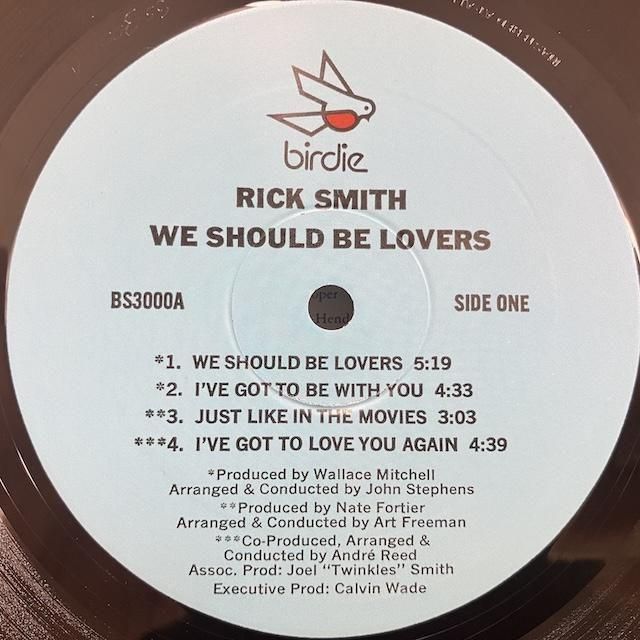 birdie
RICK SMITH
WE SHOULD BE LOVERS
BS3000A
SIDE ONE
Hend
*1. WE SHOULD BE LOVERS 5:19
*2. I'VE GOT TO BE WITH YOU 4:33
**3. JUST LIKE IN THE MOVIES 3:03
***4. I'VE GOT TO LOVE YOU AGAIN 4:39
*Produced by Wallace Mitchell
Arranged & Conducted by John Stephens
**Produced by Nate Fortier
Arranged & Conducted by Art Freeman
***Co-Produced, Arranged &
Conducted by André Reed
Assoc. Prod: Joel "Twinkles" Smith
Executive Prod: Calvin Wade